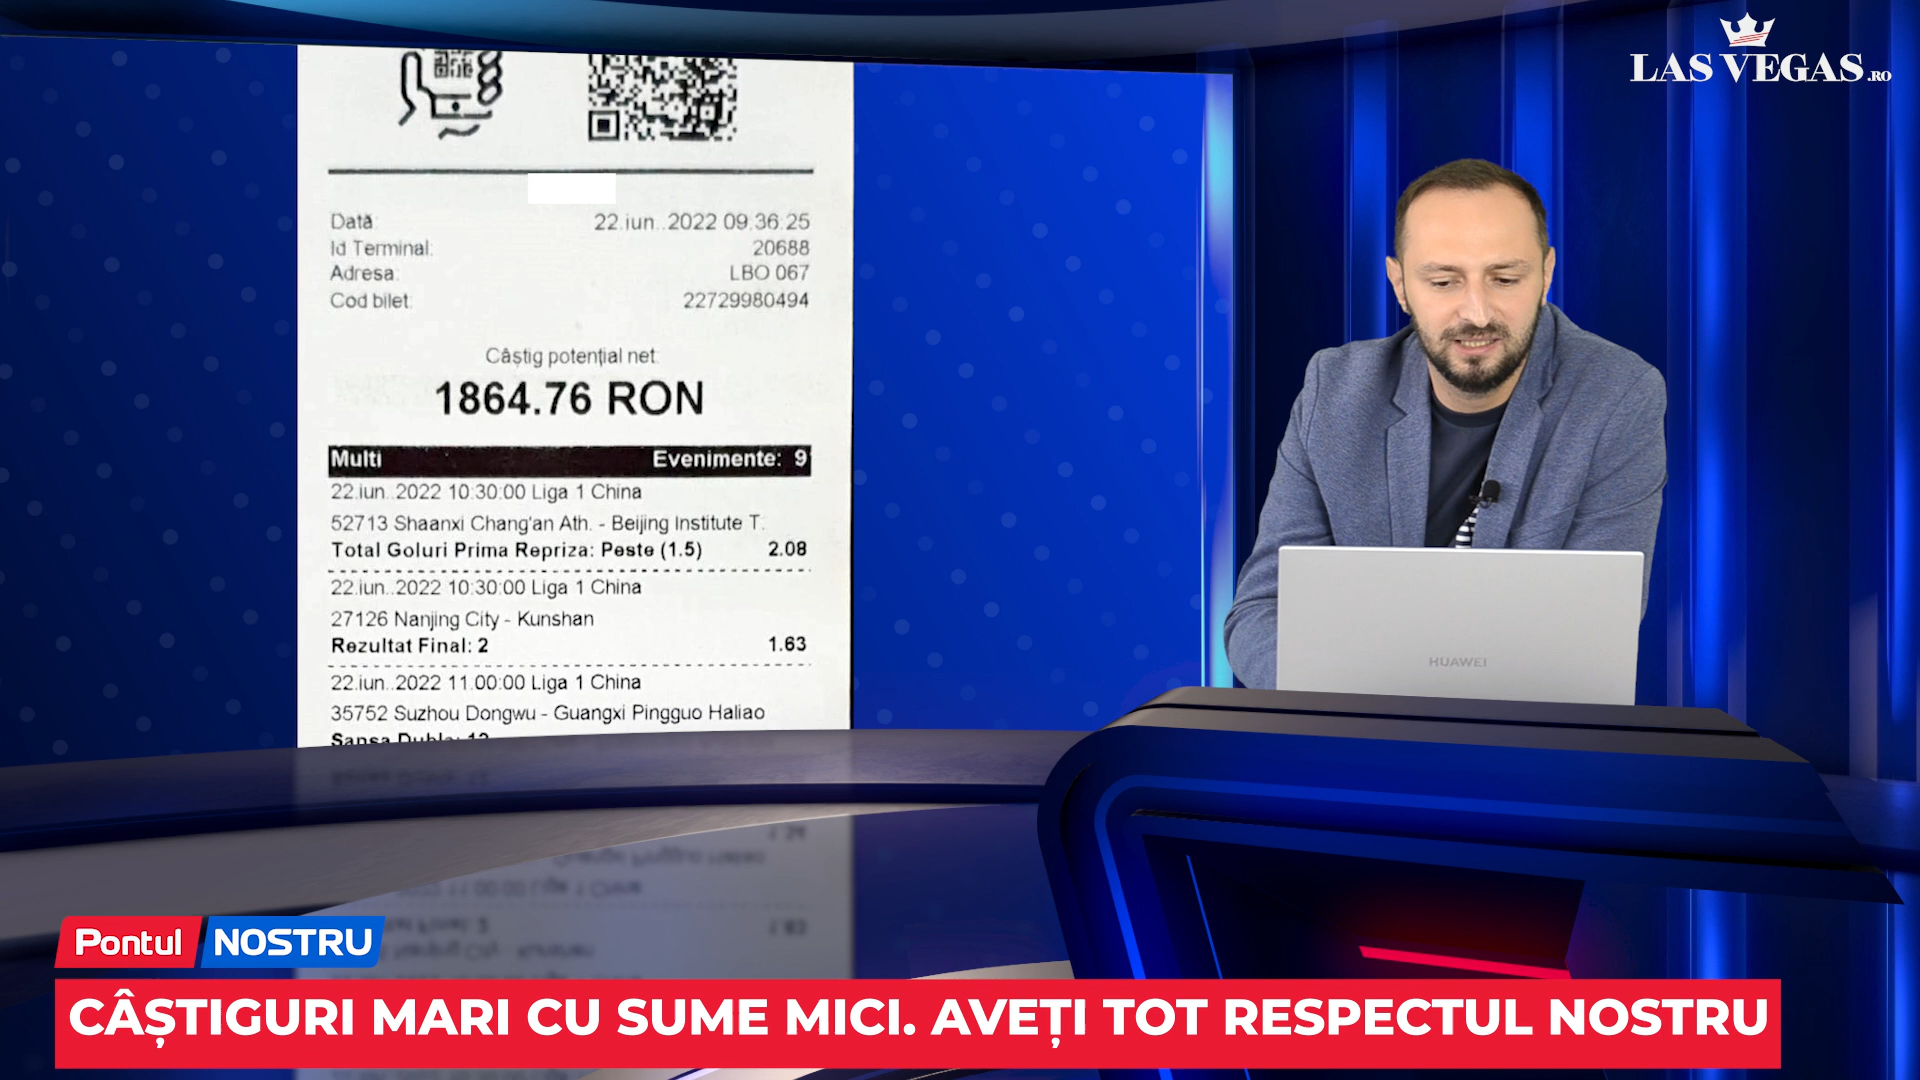 LAS VEGAS.RO
Dată: 22.iun..2022 09.36:25
Id Terminal: 20688
Adresa: LBO 067
Cod bilet: 22729980494
Câștig potențial net:
1864.76 RON
Multi Evenimente: 9
22.iun..2022 10:30:00 Liga 1 China
52713 Shaanxi Chang'an Ath. - Beijing Institute T.
Total Goluri Prima Repriza: Peste (1.5) 2.08
22.iun..2022 10:30:00 Liga 1 China
27126 Nanjing City - Kunshan
Rezultat Final: 2 1.63
22.iun..2022 11.00:00 Liga 1 China
35752 Suzhou Dongwu - Guangxi Pingguo Haliao
Sansa Dubla: 12
HUAWEI
Pontul NOSTRU
CÂȘTIGURI MARI CU SUME MICI. AVEȚI TOT RESPECTUL NOSTRU